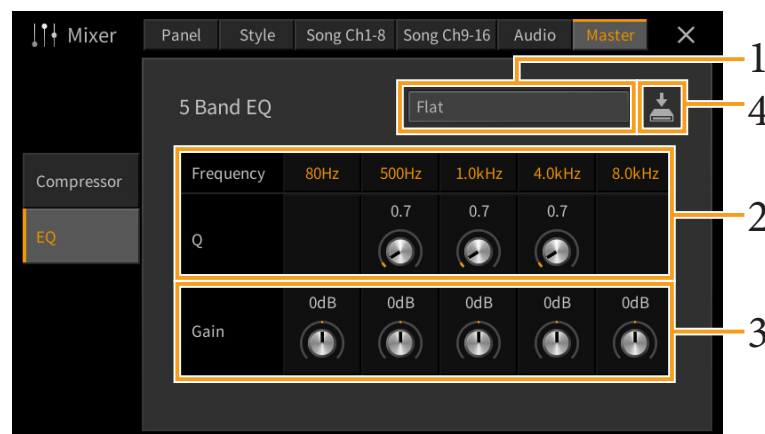 Mixer Panel Style Song Ch1-8 Song Ch9-16 Audio Master
1
5 Band EQ Flat
4
Compressor
EQ
Frequency 80Hz 500Hz 1.0kHz 4.0kHz 8.0kHz
2
0.7 0.7 0.7
Q
0dB 0dB 0dB 0dB 0dB
Gain
3